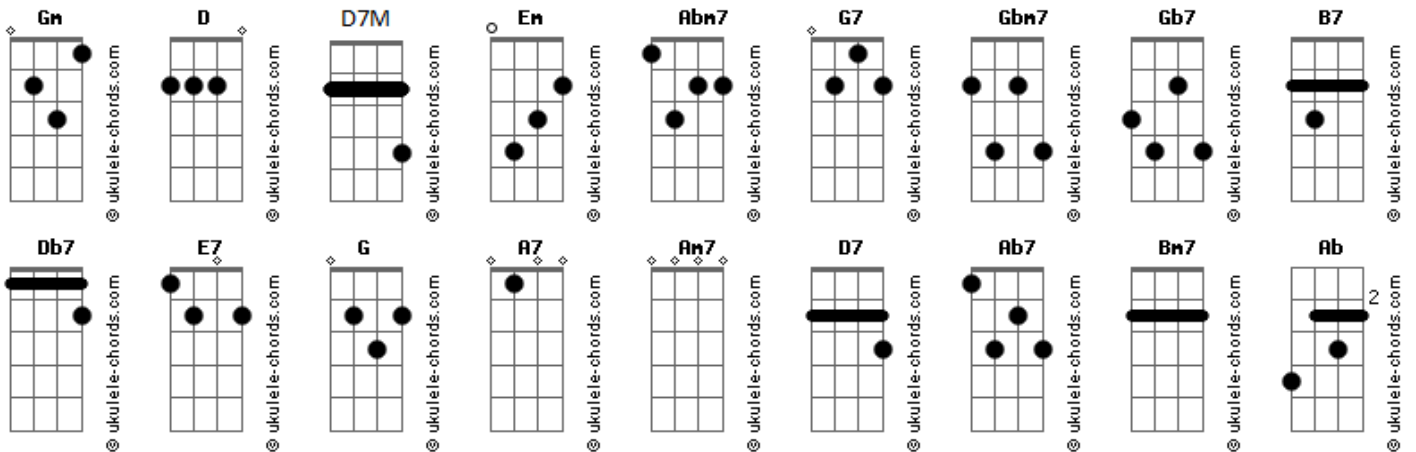 Gm D D7M Em Abm7 G7 Gbm7 Gb7 B7
© ukulele-chords.com © ukulele-chords.com © ukulele-chords.com © ukulele-chords.com © ukulele-chords.com © ukulele-chords.com © ukulele-chords.com © ukulele-chords.com © ukulele-chords.com
Db7 E7 G A7 Am7 D7 Ab7 Bm7 Ab
2
© ukulele-chords.com © ukulele-chords.com © ukulele-chords.com © ukulele-chords.com © ukulele-chords.com © ukulele-chords.com © ukulele-chords.com © ukulele-chords.com © ukulele-chords.com